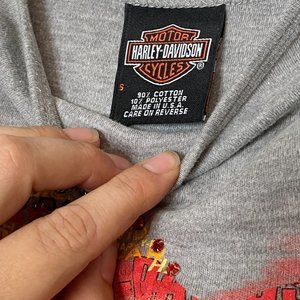 MOTOR
HARLEY-DAVIDSON
CYCLES
®
S
90% COTTON
10% POLYESTER
MADE IN U.S.A.
CARE ON REVERSE